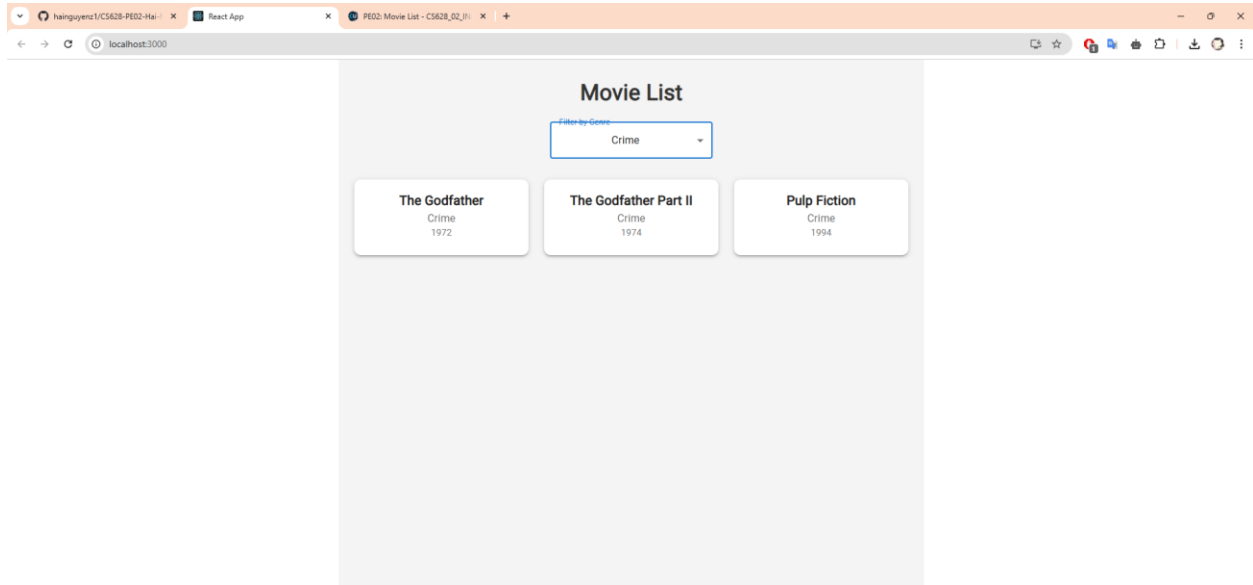 hainguyenz1/CS628-PE02-Hai-
React App
PE02: Movie List - CS628_02_IN
localhost:3000
Movie List
Filter by Genre
Crime
The Godfather
Crime
1972
The Godfather Part II
Crime
1974
Pulp Fiction
Crime
1994